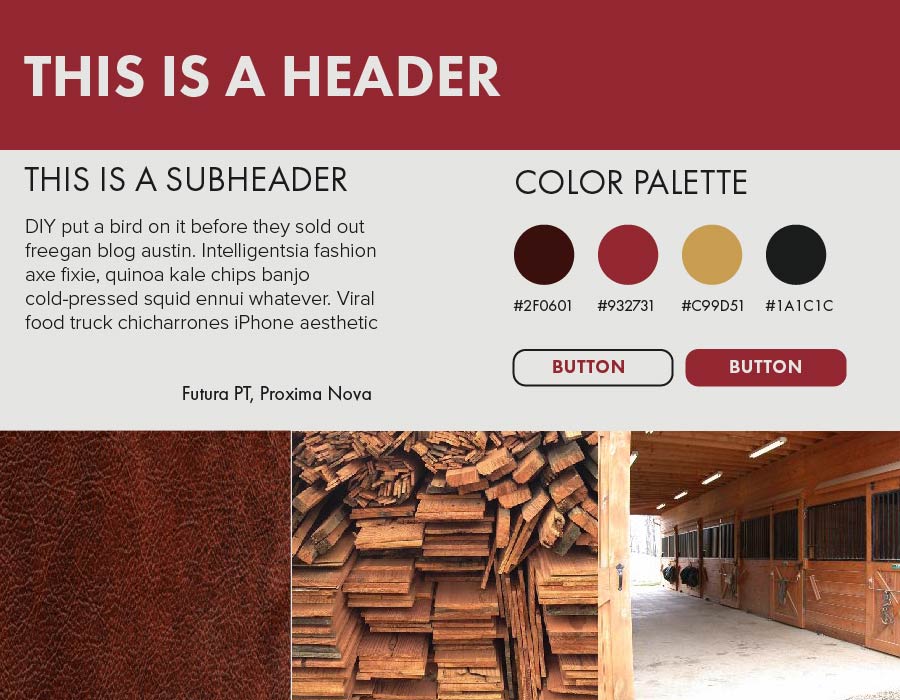 THIS IS A HEADER
THIS IS A SUBHEADER
DIY put a bird on it before they sold out
freegan blog austin. Intelligentsia fashion
axe fixie, quinoa kale chips banjo
cold-pressed squid ennui whatever. Viral
food truck chicharrones iPhone aesthetic
Futura PT, Proxima Nova
COLOR PALETTE
#2F0601 #932731 #C99D51 #1A1C1C
BUTTON BUTTON